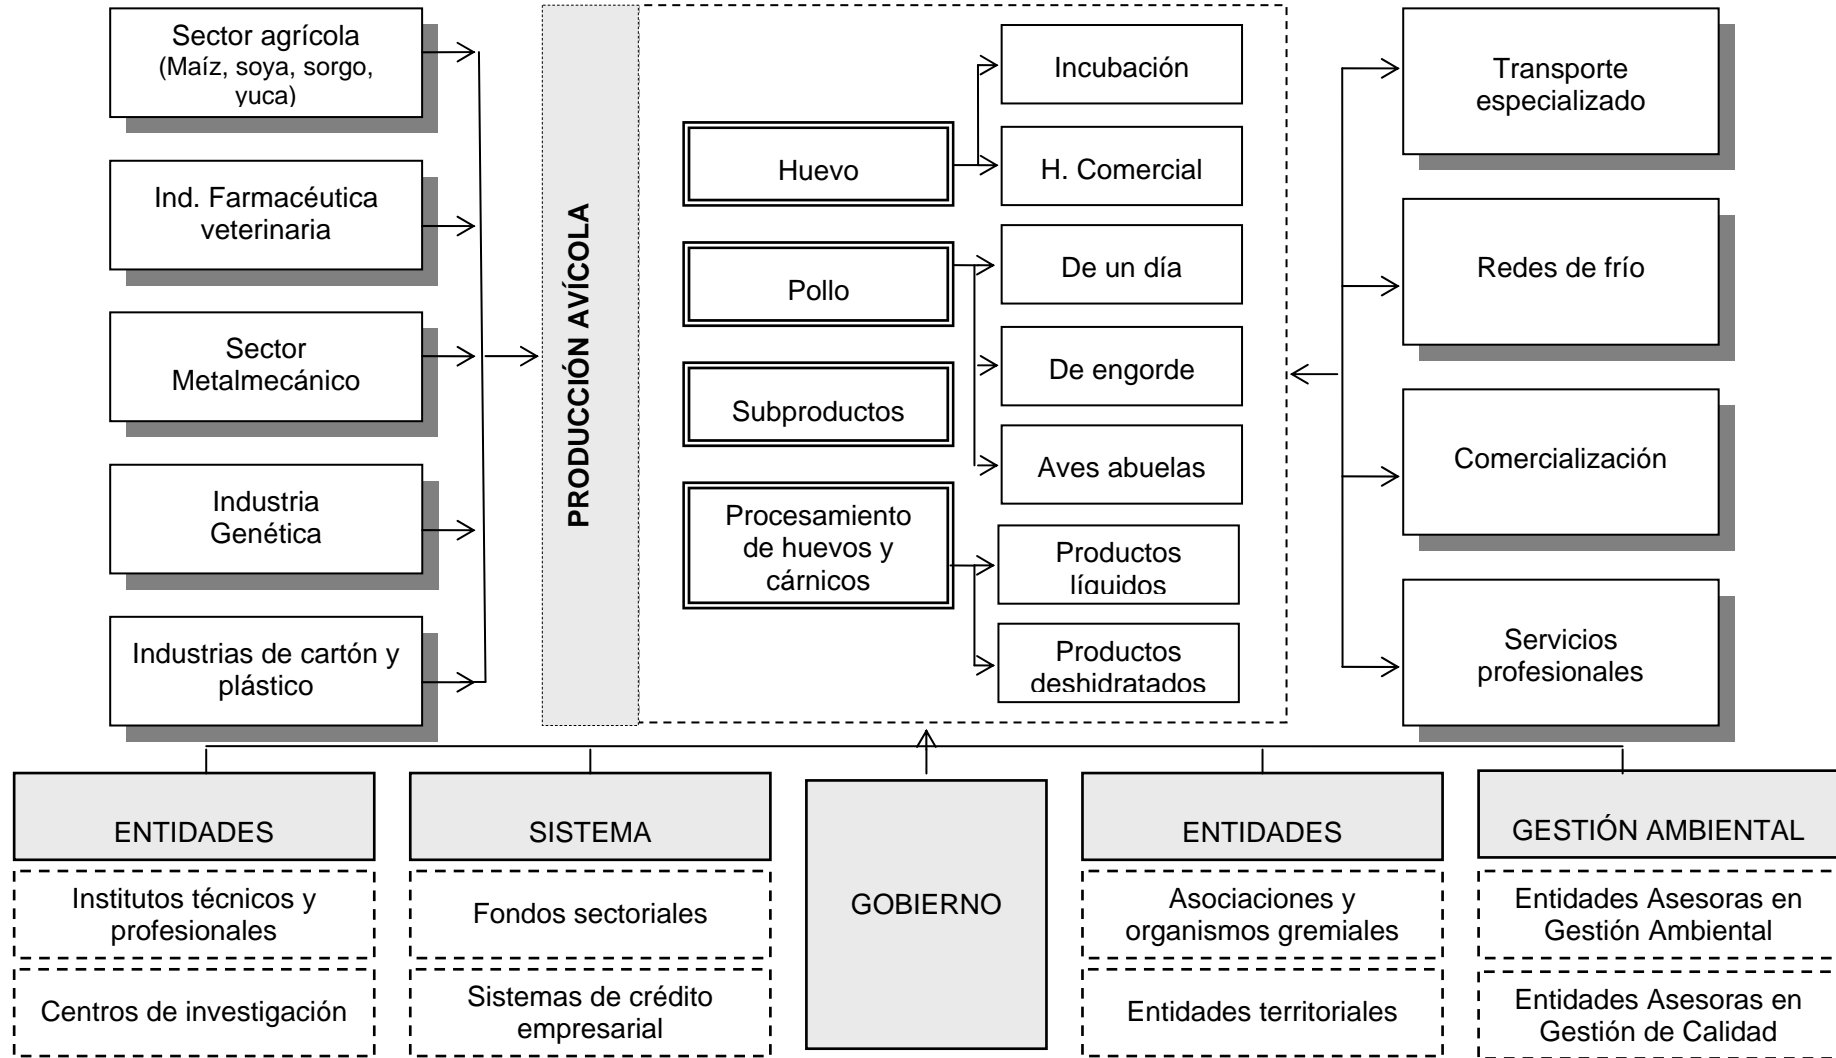 Sector agrícola
(Maíz, soya, sorgo,
yuca)
Ind. Farmacéutica
veterinaria
Sector
Metalmecánico
Industria
Genética
Industrias de cartón y
plástico
PRODUCCIÓN AVÍCOLA
Huevo
Pollo
Subproductos
Procesamiento
de huevos y
cárnicos
Incubación
H. Comercial
De un día
De engorde
Aves abuelas
Productos
líquidos
Productos
deshidratados
Transporte
especializado
Redes de frío
Comercialización
Servicios
profesionales
ENTIDADES
Institutos técnicos y
profesionales
Centros de investigación
SISTEMA
Fondos sectoriales
Sistemas de crédito
empresarial
GOBIERNO
ENTIDADES
Asociaciones y
organismos gremiales
Entidades territoriales
GESTIÓN AMBIENTAL
Entidades Asesoras en
Gestión Ambiental
Entidades Asesoras en
Gestión de Calidad